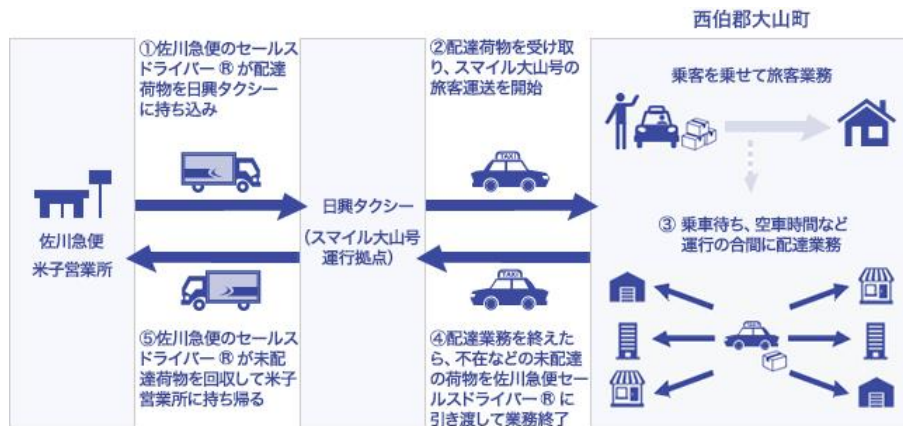 西伯郡大山町
①佐川急便のセールス
ドライバー ® が配達
荷物を日興タクシー
に持ち込み
②配達荷物を受け取
り、スマイル大山号の
旅客運送を開始
乗客を乗せて旅客業務
TAXI
佐川急便
米子営業所
日興タクシー
(スマイル大山号
運行拠点)
③ 乗車待ち、空車時間など
運行の合間に配達業務
TAXI
TAXI
⑤佐川急便のセールス
ドライバー ® が未配
達荷物を回収して米子
営業所に持ち帰る
④配達業務を終えた
ら、不在などの未配達
の荷物を佐川急便セー
ルスドライバー ® に
引き渡して業務終了